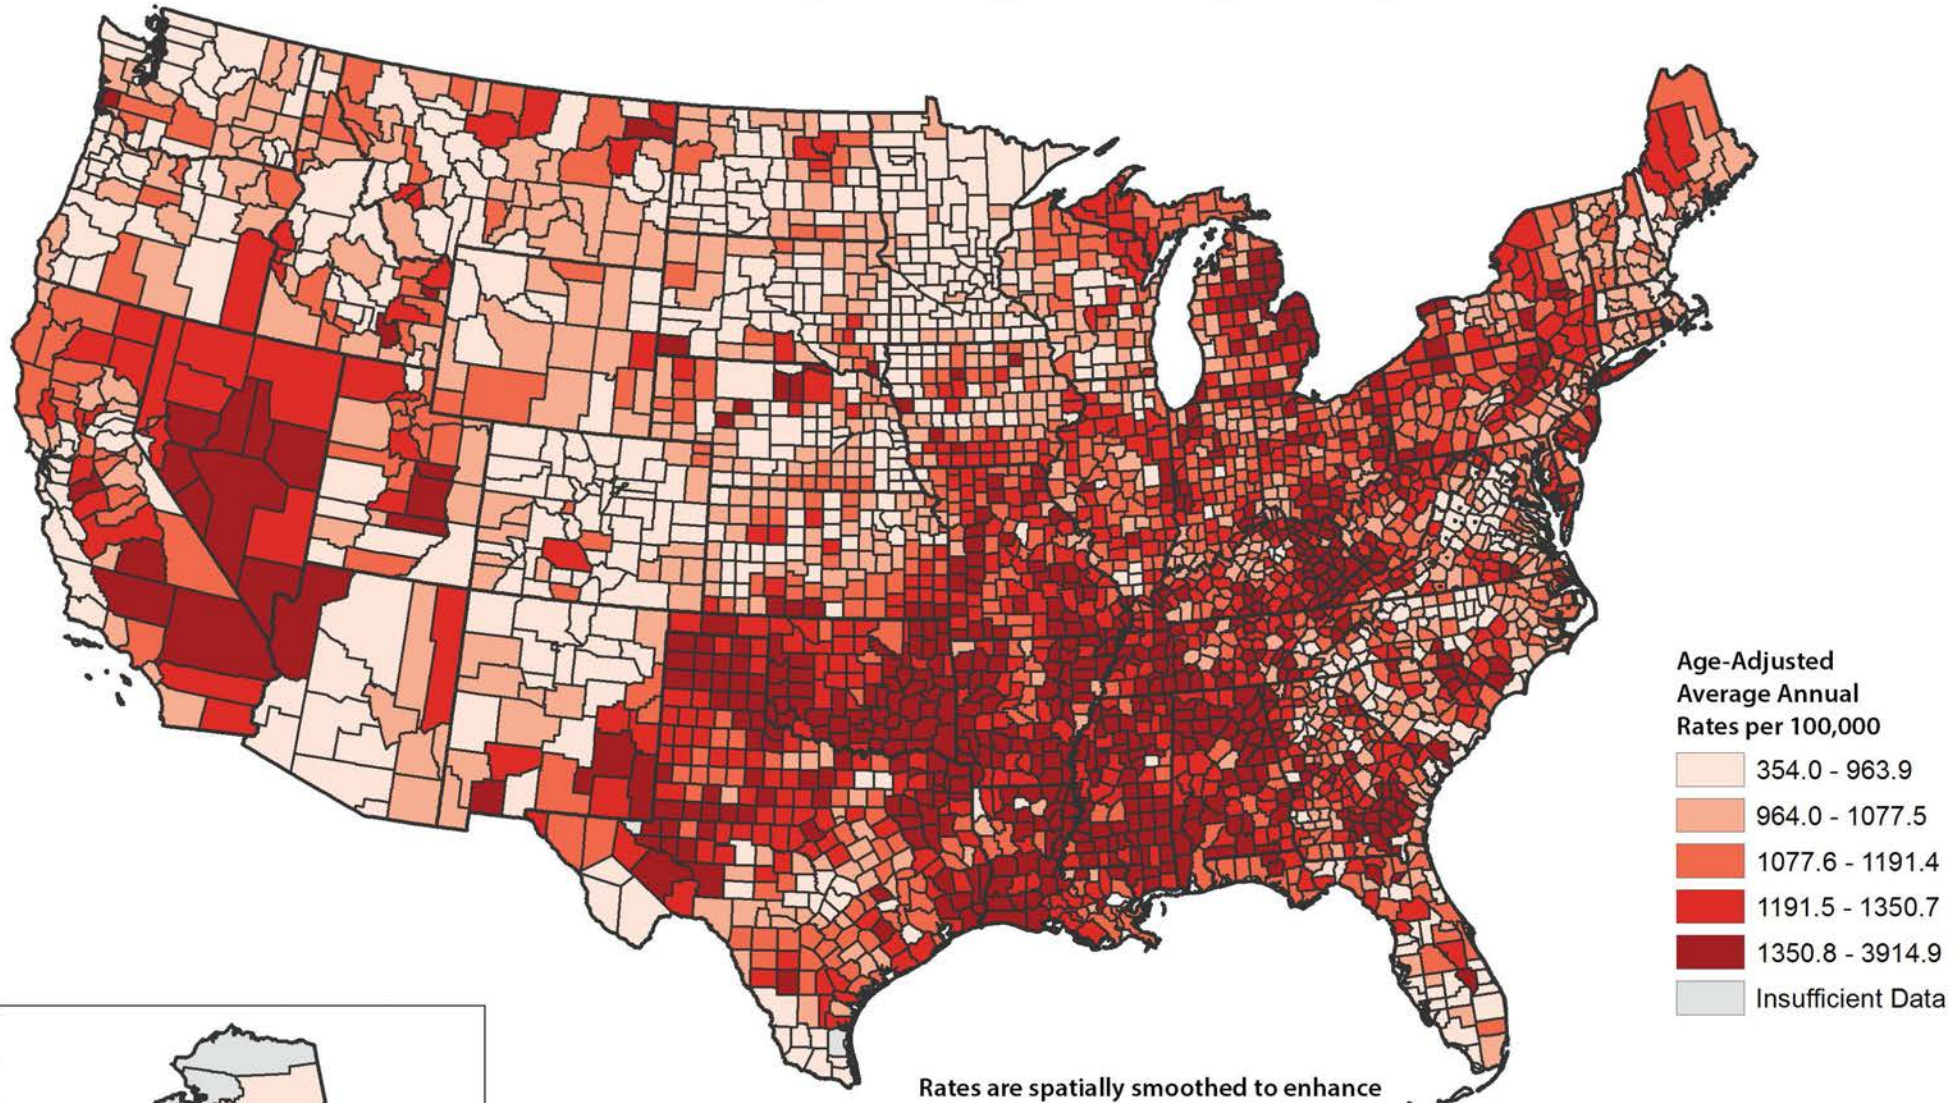 Age-Adjusted
Average Annual
Rates per 100,000
354.0 - 963.9
964.0 - 1077.5
1077.6 - 1191.4
1191.5 - 1350.7
1350.8 - 3914.9
Insufficient Data
Rates are spatially smoothed to enhance